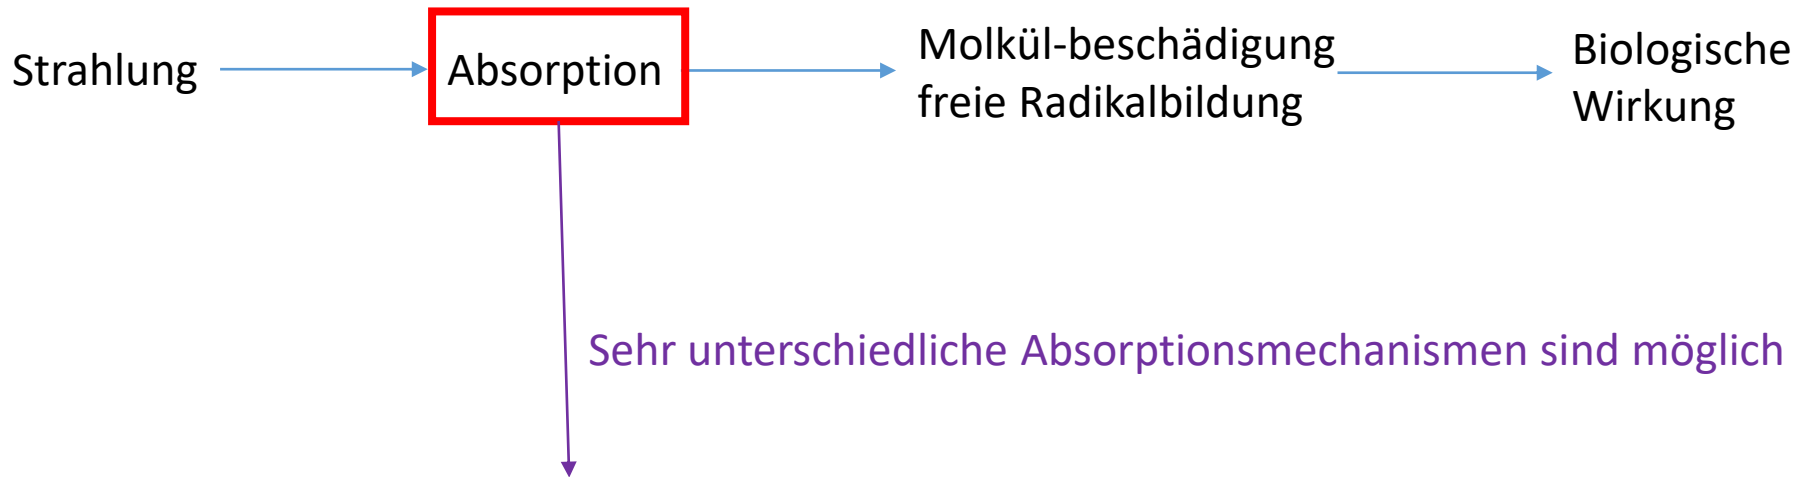 Strahlung
Absorption
Molkül-beschädigung
freie Radikalbildung
Biologische
Wirkung
Sehr unterschiedliche Absorptionsmechanismen sind möglich